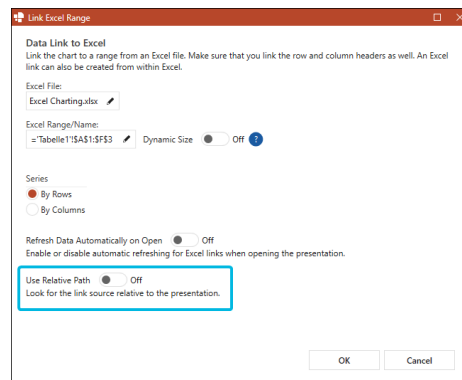 Link Excel Range
Data Link to Excel
Link the chart to a range from an Excel file. Make sure that you link the row and column headers as well. An Excel
link can also be created from within Excel.
Excel File:
Excel Charting.xlsx
Excel Range/Name:
='Tabelle1'!$A$1:$F$3 Dynamic Size Off ?
Series
By Rows
By Columns
Refresh Data Automatically on Open Off
Enable or disable automatic refreshing for Excel links when opening the presentation.
Use Relative Path Off
Look for the link source relative to the presentation.
OK Cancel